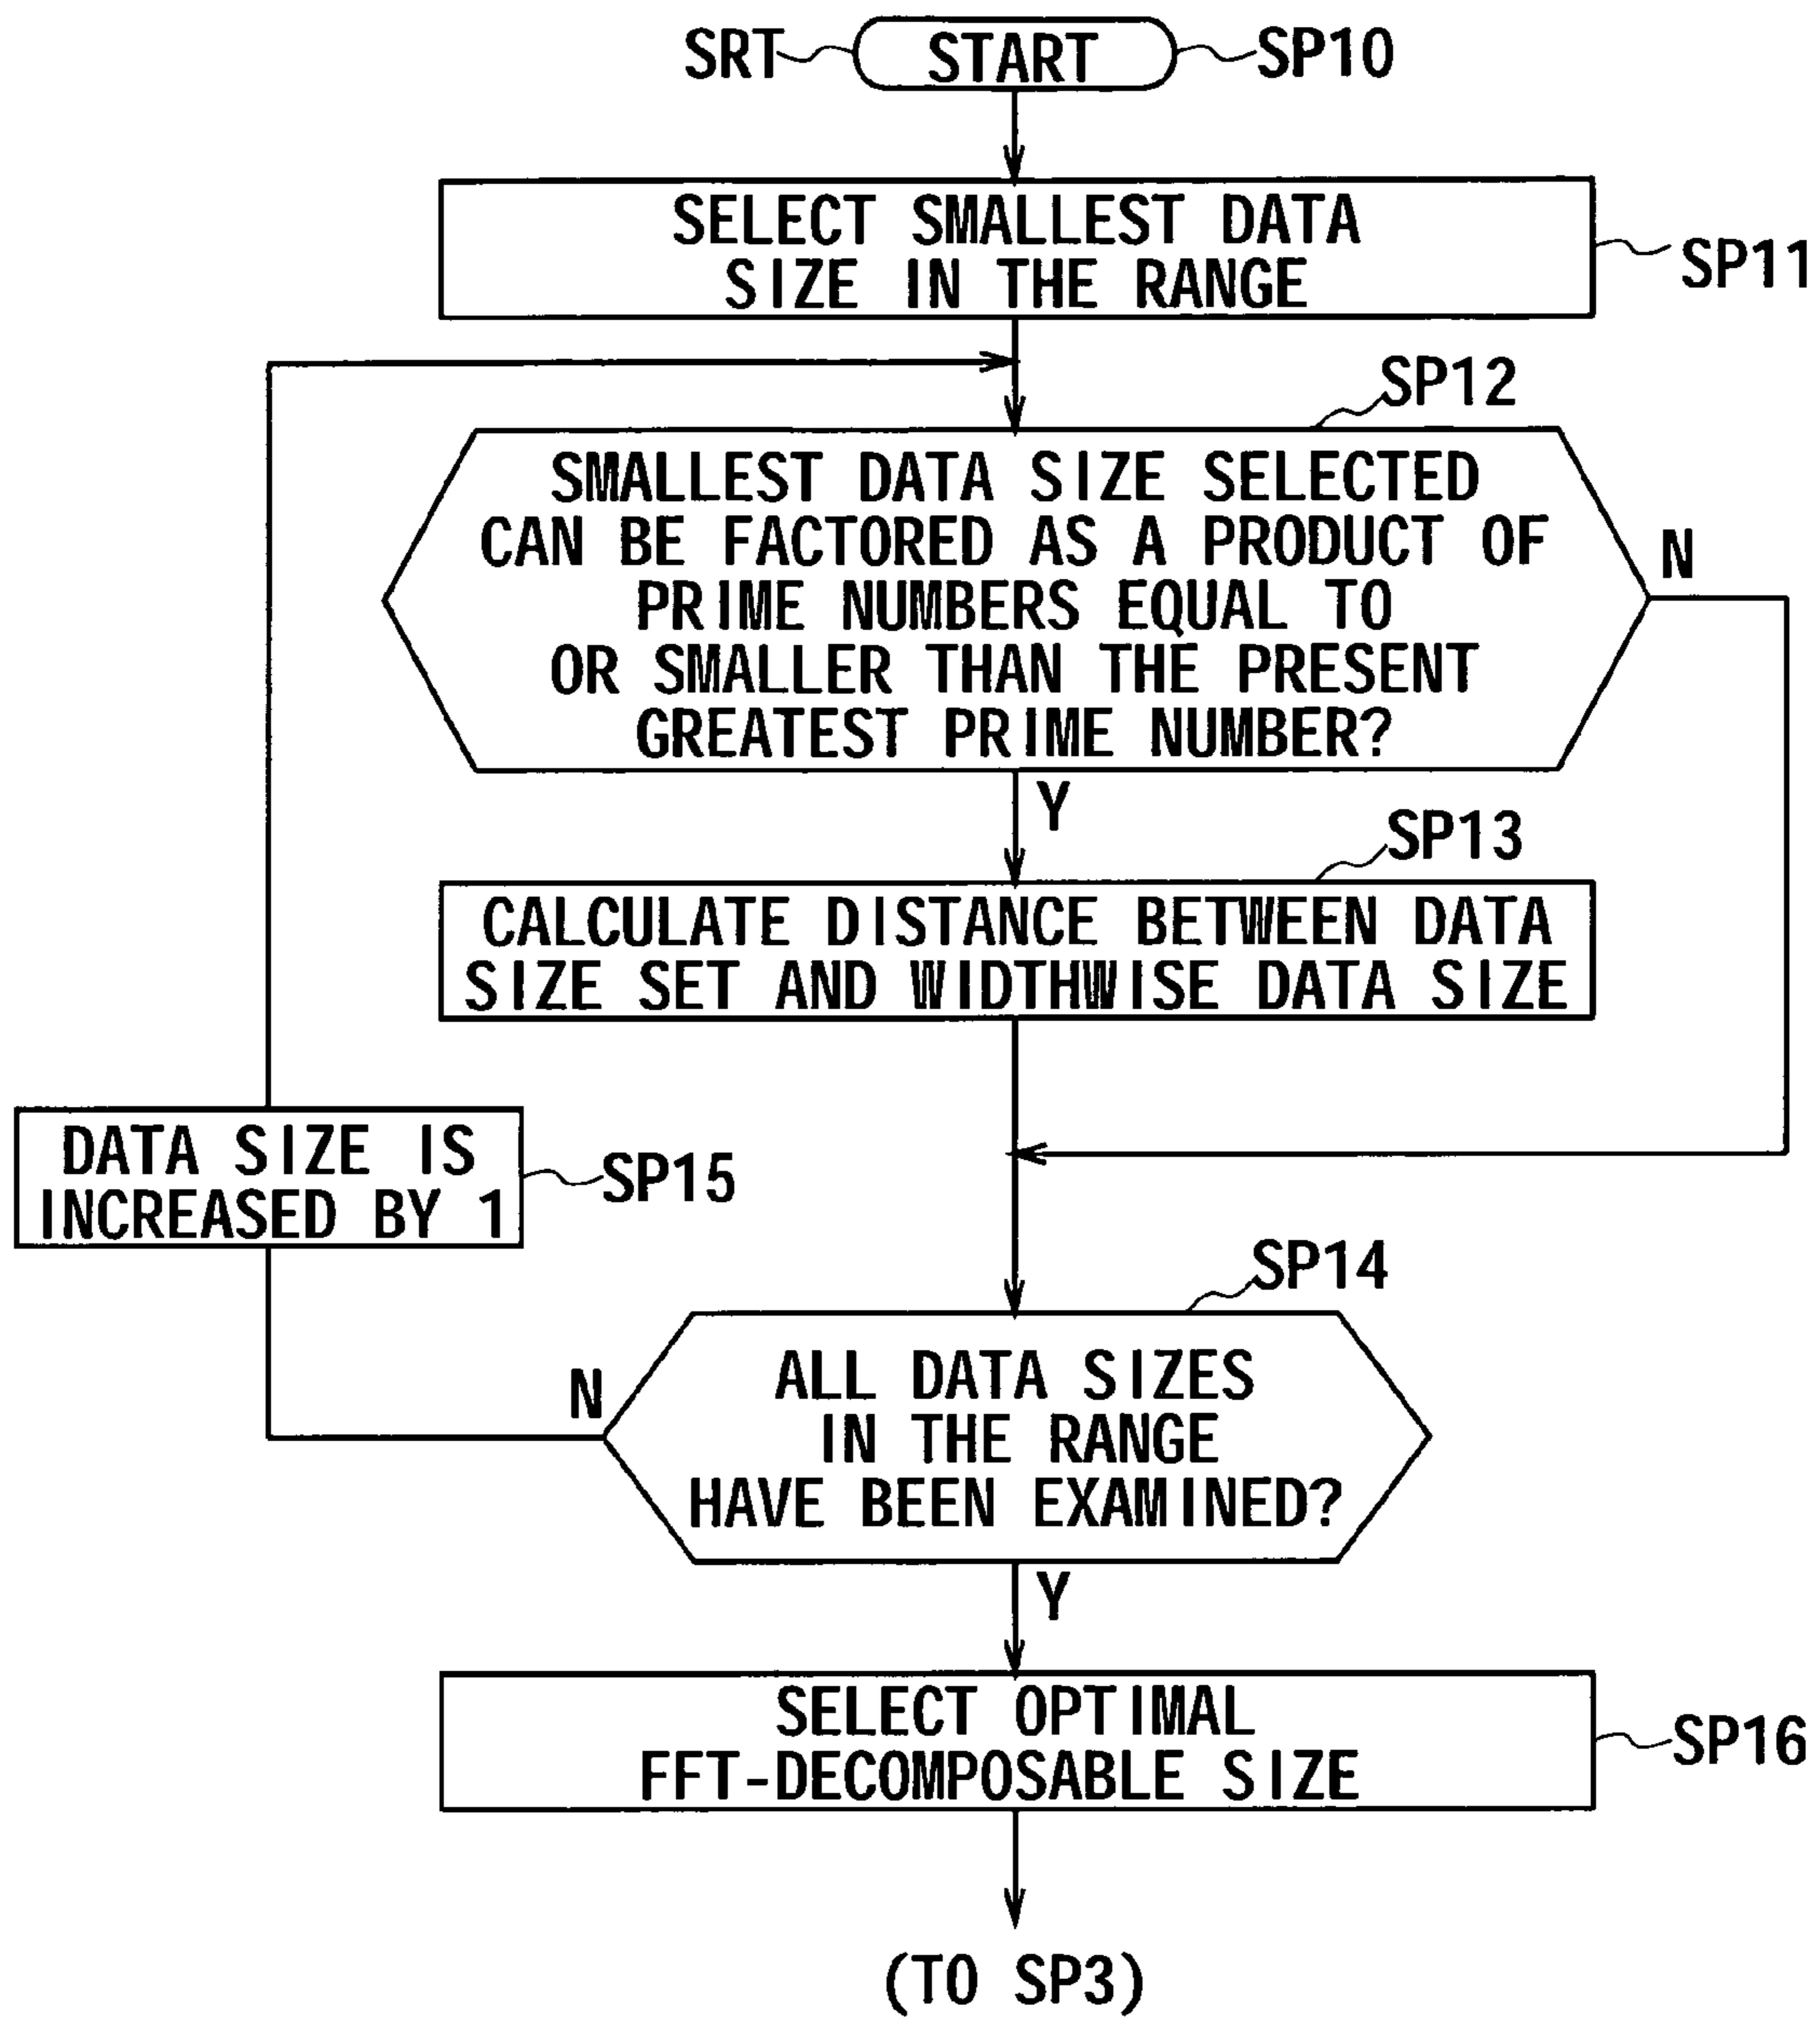 SRT
START
SP10
SELECT SMALLEST DATA
SIZE IN THE RANGE
SP11
SP12
SMALLEST DATA SIZE SELECTED
CAN BE FACTORED AS A PRODUCT OF
PRIME NUMBERS EQUAL TO
OR SMALLER THAN THE PRESENT
GREATEST PRIME NUMBER?
N
Y
SP13
CALCULATE DISTANCE BETWEEN DATA
SIZE SET AND WIDTHWISE DATA SIZE
DATA SIZE IS
INCREASED BY 1
SP15
SP14
ALL DATA SIZES
IN THE RANGE
HAVE BEEN EXAMINED?
N
Y
SELECT OPTIMAL
FFT-DECOMPOSABLE SIZE
SP16
(TO SP3)